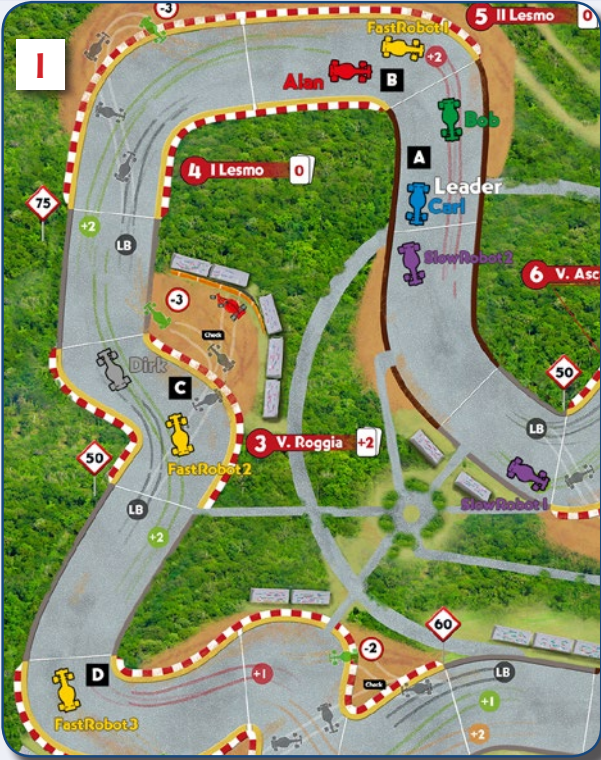 1
-3
5 II Lesmo 0
FastRobot1
+2
Alan
B
Bob
A
4 I Lesmo 0
Leader
Carl
75
+2
LB
SlowRobot2
6 V. Asc
-3
Check
Dirk
C
50
LB
3 V. Roggia +2
50
FastRobot2
SlowRobot1
LB
+2
60
-2
D
+1
Check
LB
+1
FastRobot3
+2